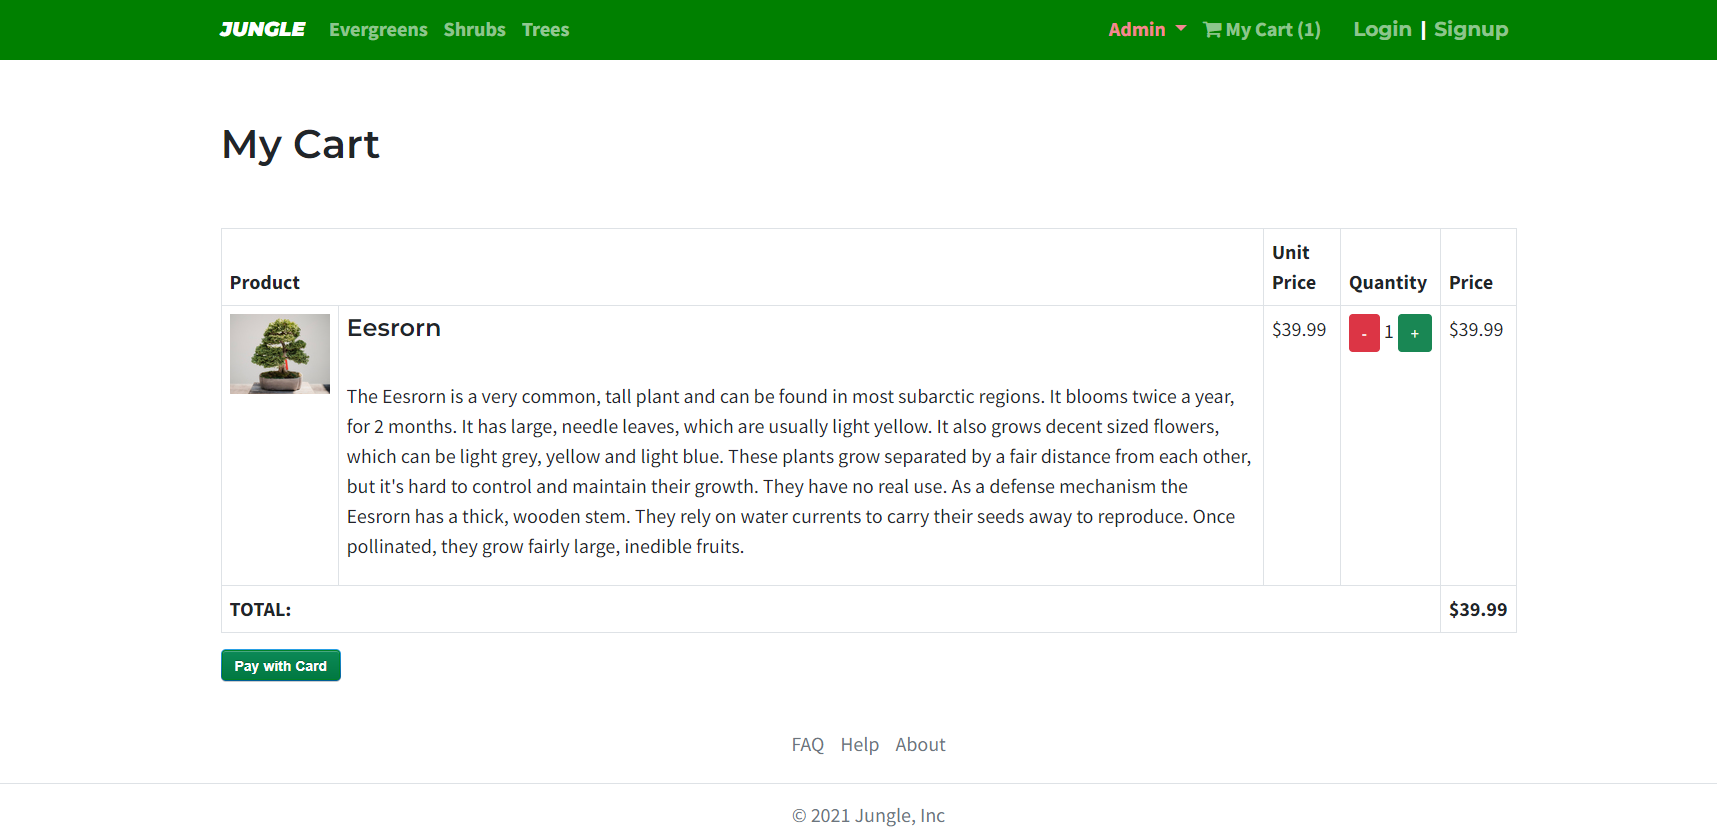 JUNGLE Evergreens Shrubs Trees Admin My Cart (1) Login | Signup
My Cart
Product Unit Price Quantity Price
Eesrorn $39.99 - 1 + $39.99
The Eesrorn is a very common, tall plant and can be found in most subarctic regions. It blooms twice a year,
for 2 months. It has large, needle leaves, which are usually light yellow. It also grows decent sized flowers,
which can be light grey, yellow and light blue. These plants grow separated by a fair distance from each other,
but it's hard to control and maintain their growth. They have no real use. As a defense mechanism the
Eesrorn has a thick, wooden stem. They rely on water currents to carry their seeds away to reproduce. Once
pollinated, they grow fairly large, inedible fruits.
TOTAL: $39.99
Pay with Card
FAQ Help About
© 2021 Jungle, Inc